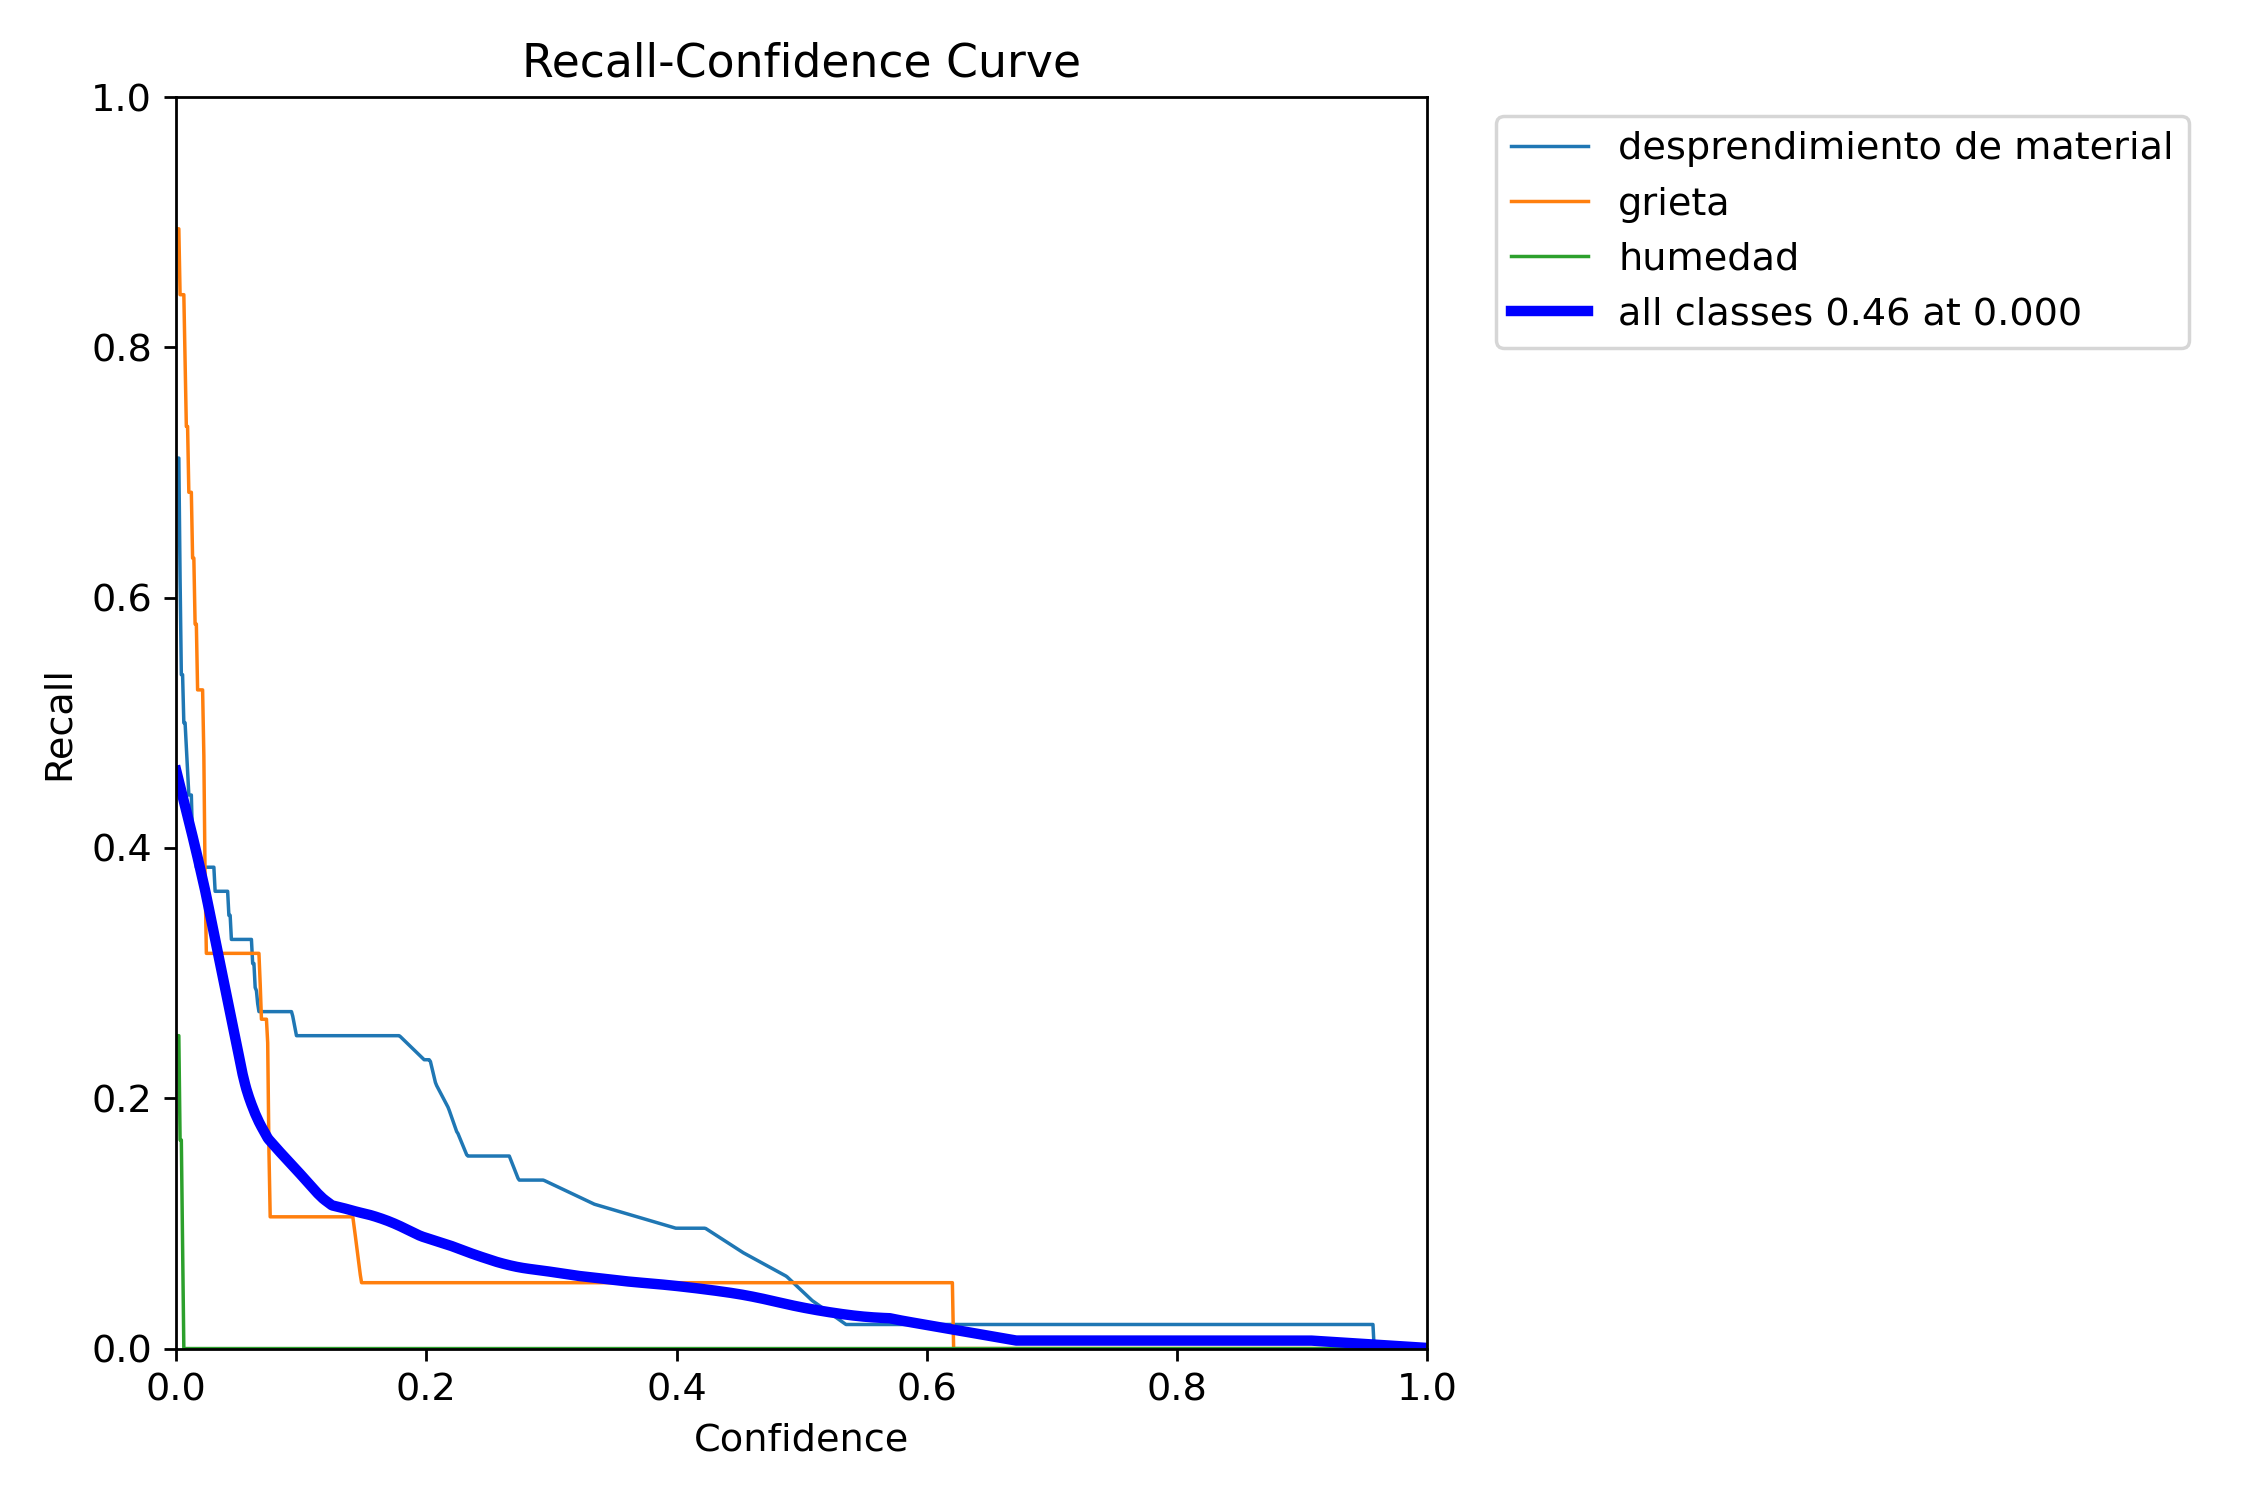 Recall-Confidence Curve
1.0
0.8
0.6
0.4
0.2
0.0
Recall
0.0 0.2 0.4 0.6 0.8 1.0
Confidence
desprendimiento de material
grieta
humedad
all classes 0.46 at 0.000